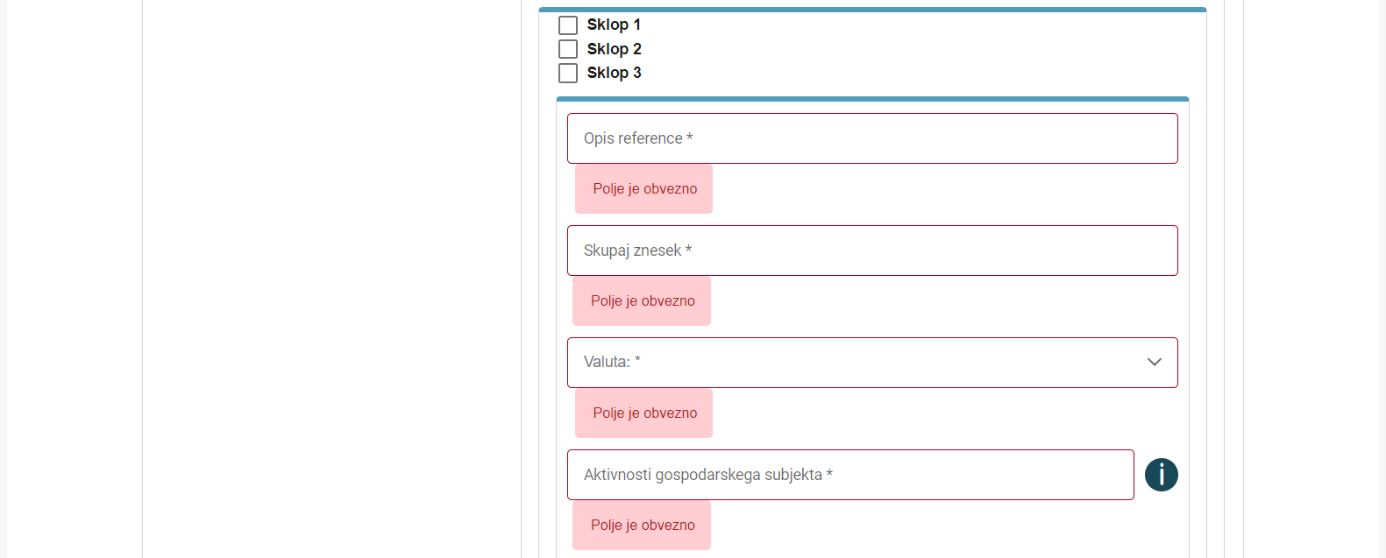 Sklop 1
Sklop 2
Sklop 3
Opis reference *
Polje je obvezno
Skupaj znesek *
Polje je obvezno
Valuta: *
Polje je obvezno
Aktivnosti gospodarskega subjekta *
i
Polje je obvezno